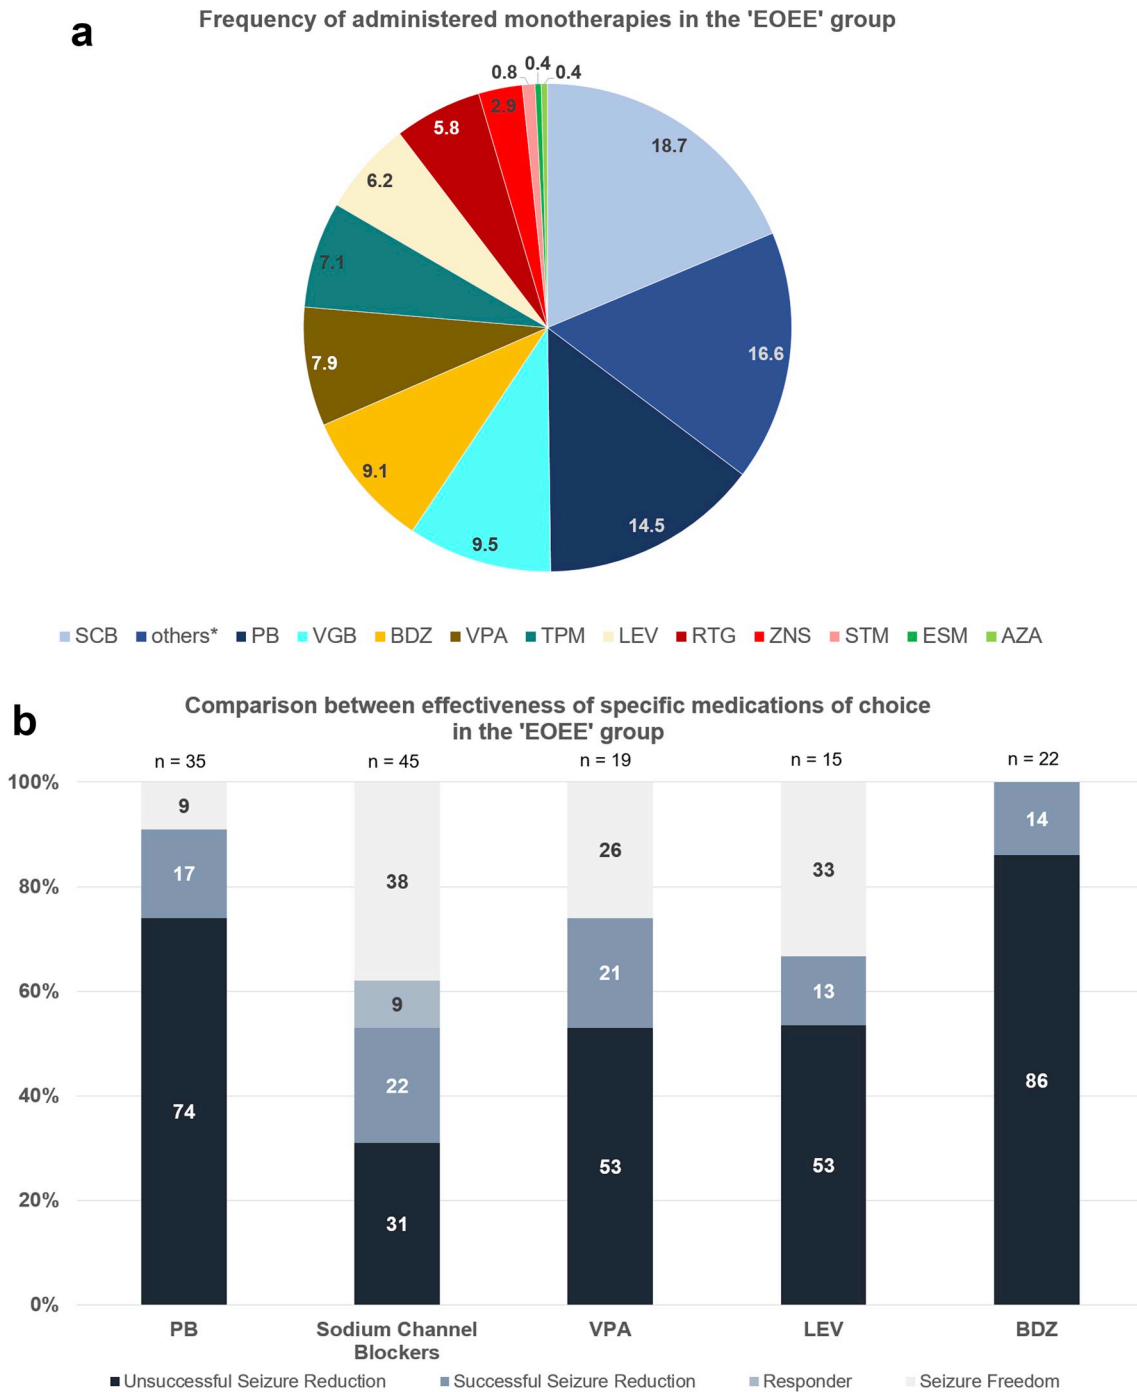 a
Frequency of administered monotherapies in the 'EOEE' group
0.8 0.4 0.4
2.9
5.8
18.7
6.2
7.1
16.6
7.9
9.1
14.5
9.5
SCB others* PB VGB BDZ VPA TPM LEV RTG ZNS STM ESM AZA
b
Comparison between effectiveness of specific medications of choice
in the 'EOEE' group
n = 35 n = 45 n = 19 n = 15 n = 22
100%
9 14
26
33
17 38
80%
21
60%
9 13
22 86
40%
74
53 53
20%
31
0%
PB Sodium Channel VPA LEV BDZ
Blockers
Unsuccessful Seizure Reduction Successful Seizure Reduction Responder Seizure Freedom